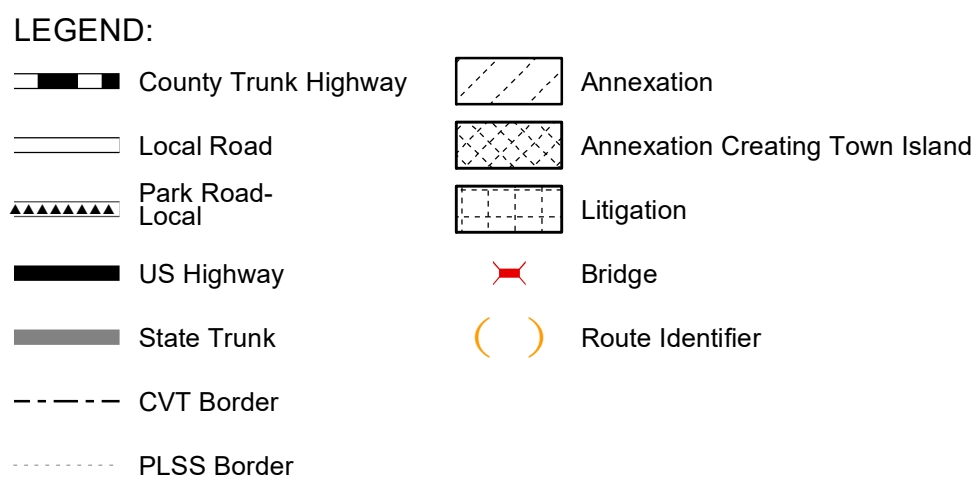 LEGEND:
County Trunk Highway
Local Road
Park Road-
Local
US Highway
State Trunk
CVT Border
PLSS Border
Annexation
Annexation Creating Town Island
Litigation
Bridge
Route Identifier